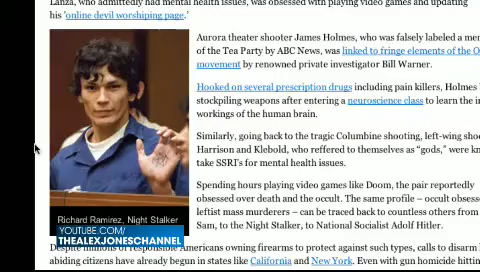 Lanza, who admittedly had mental health issues, was obsessed with playing video games and updating
his ‘online devil worshiping page.’
Aurora theater shooter James Holmes, who was falsely labeled a
of the Tea Party by ABC News, was linked to fringe elements of the
movement by renowned private investigator Bill Warner.
Hooked on several prescription drugs including pain killers, Holmes
stockpiling weapons after entering a neuroscience class to learn the
workings of the human brain.
Similarly, going back to the tragic Columbine shooting, left-wing
Harrison and Klebold, who reffered to themselves as “gods,” were
take SSRI’s for mental health issues.
Spending hours playing video games like Doom, the pair reportedly
obsessed over death and the occult. The same profile – occult
leftist mass murderers – can be traced back to countless others from
Sam, to the Night Stalker, to National Socialist Adolf Hitler.
Richard Ramirez, Night Stalker
YOUTUBE.COM/
THEALEXJONESCHANNEL
Despite millions of responsible Americans owning firearms to protect against such types, calls to disarm
abiding citizens have already begun in states like California and New York. Even with gun homicide